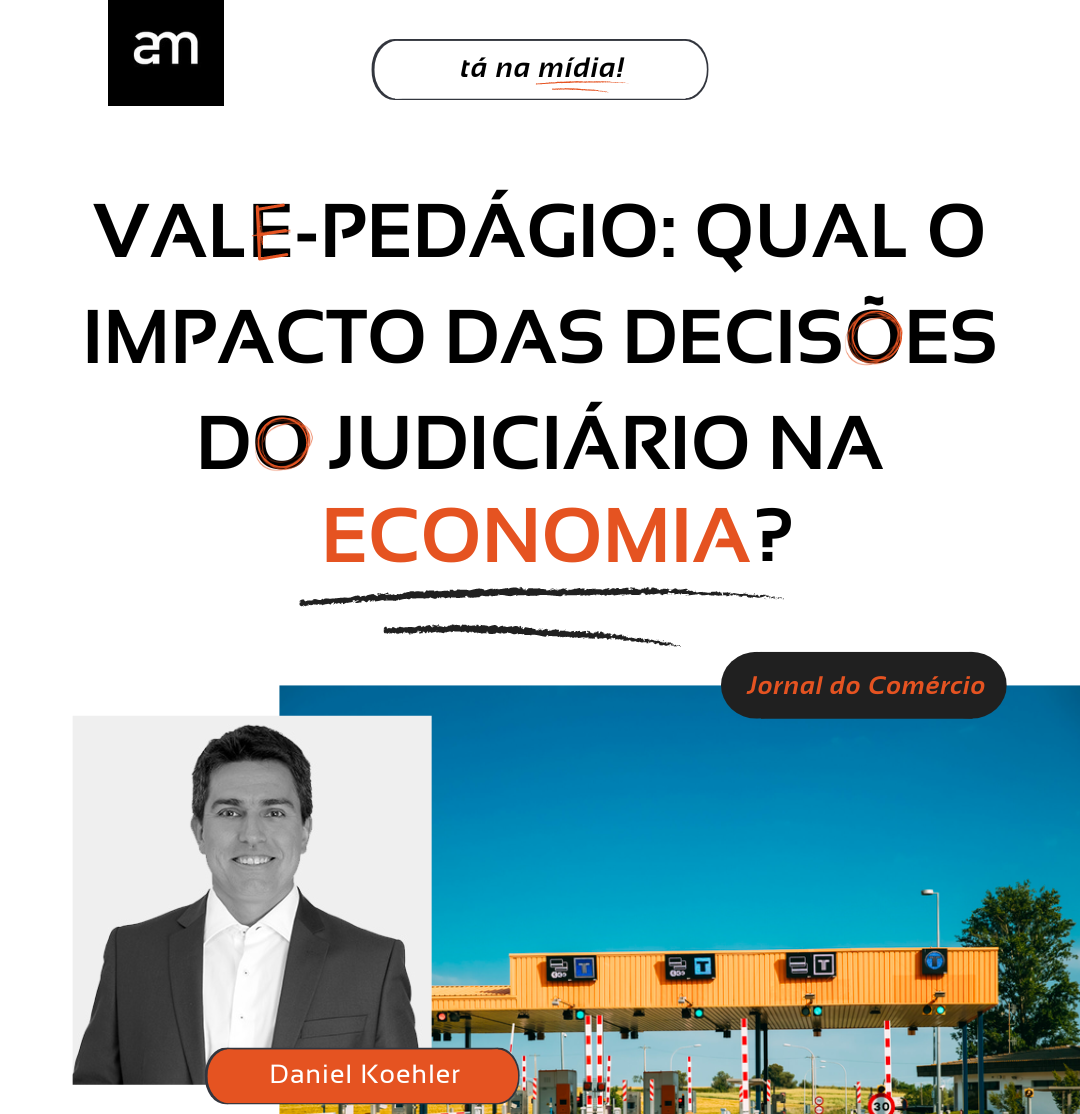 am
tá na mídia!
VALE-PEDÁGIO: QUAL O
IMPACTO DAS DECISÕES
DO JUDICIÁRIO NA
ECONOMIA?
Jornal do Comércio
T
T
T
T
Daniel Koehler
30